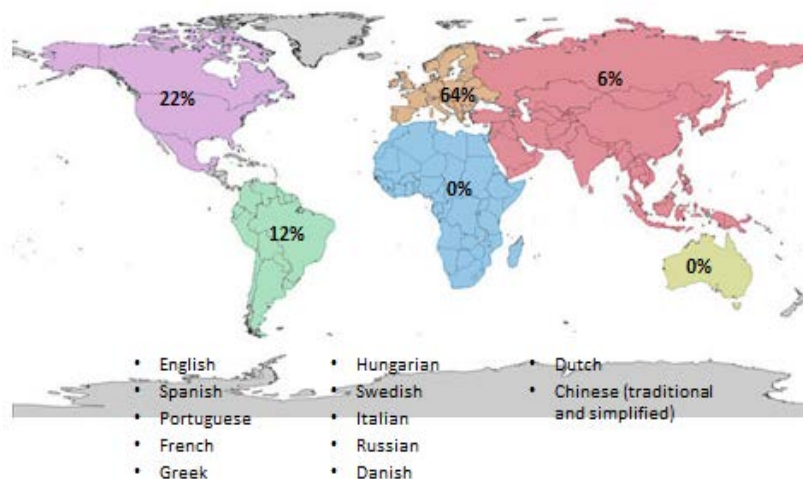 22%
64%
6%
0%
12%
0%
• English
• Spanish
• Portuguese
• French
• Greek
• Hungarian
• Swedish
• Italian
• Russian
• Danish
• Dutch
• Chinese (traditional
and simplified)